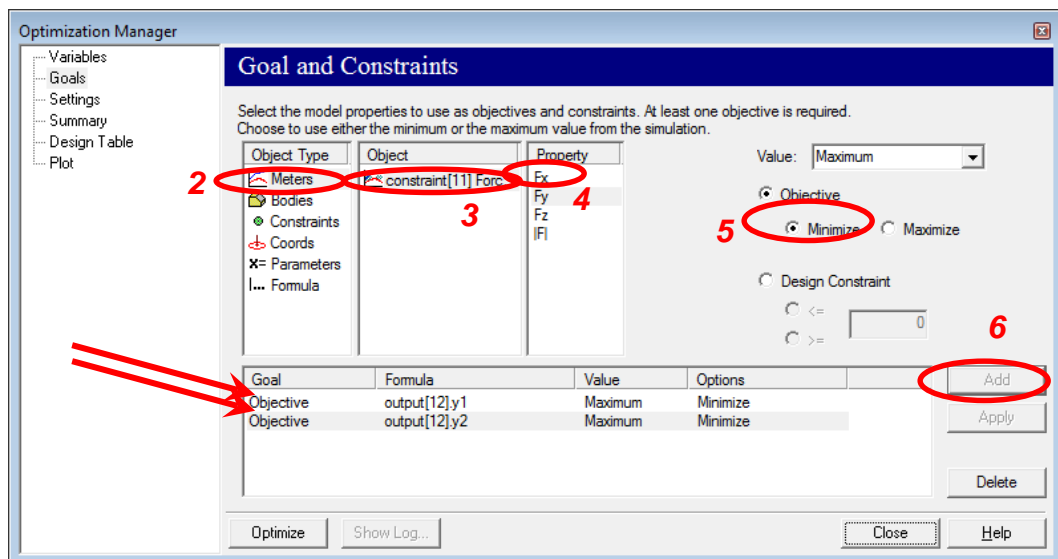 Optimization Manager
Variables
Goals
Settings
Summary
Design Table
Plot
Goal and Constraints
Select the model properties to use as objectives and constraints. At least one objective is required.
Choose to use either the minimum or the maximum value from the simulation.
Object Type
Meters
Bodies
Constraints
Coords
X= Parameters
I... Formula
2
Object
constraint[11] Forc
3
Property
Fx
Fy
Fz
|F|
4
Value: Maximum
Objective
Minimize Maximize
5
Design Constraint
<= 0
>=
6
Goal Formula Value Options
Objective output[12].y1 Maximum Minimize
Objective output[12].y2 Maximum Minimize
Add
Apply
Delete
Optimize Show Log... Close Help